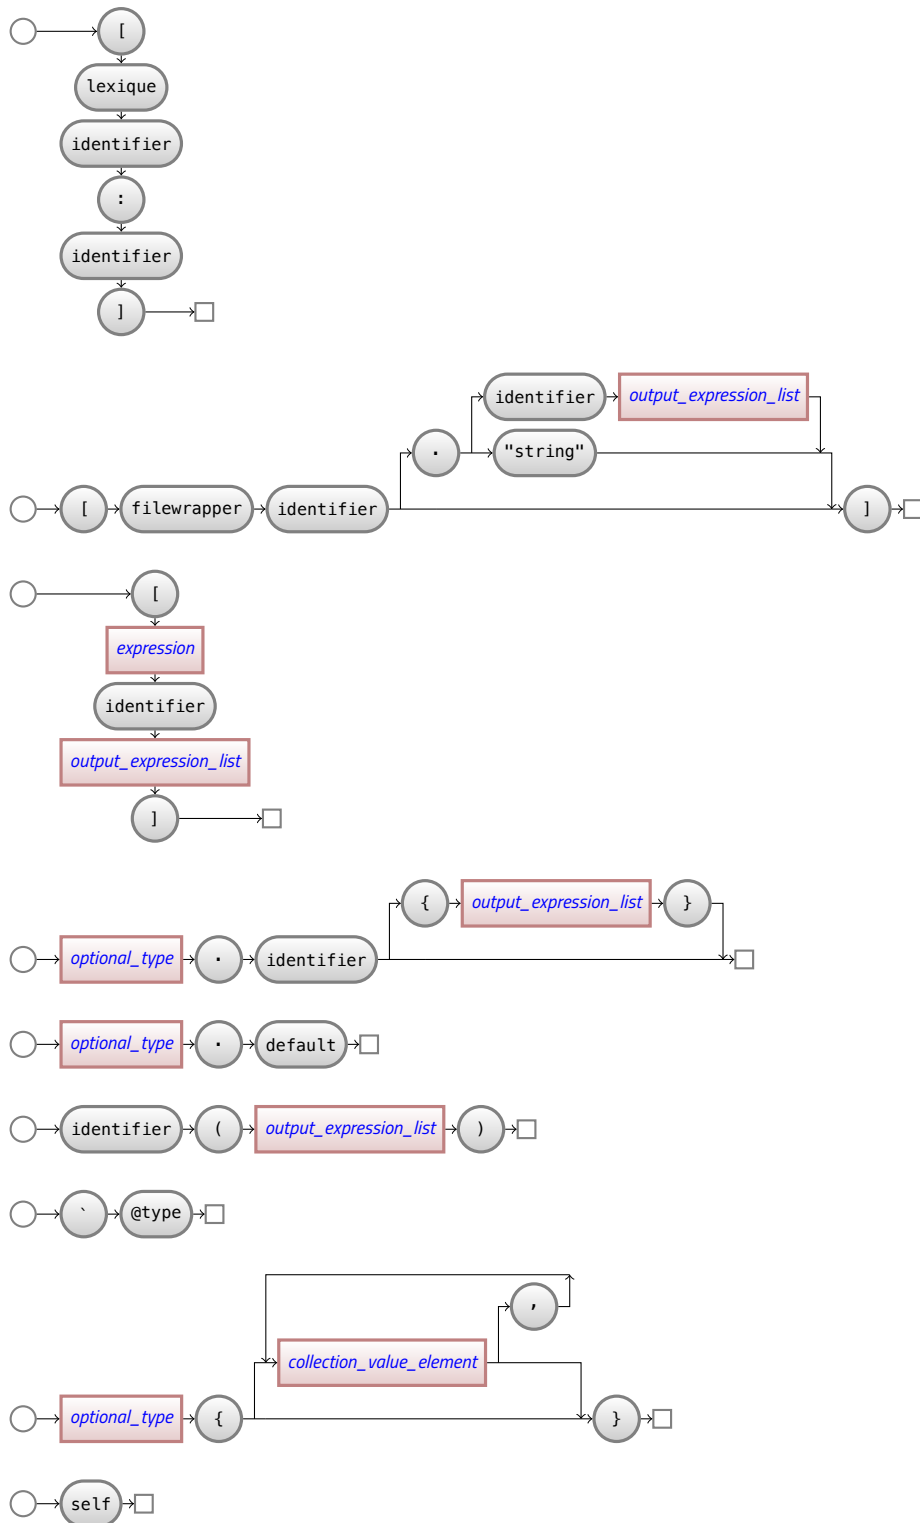 [
lexique
identifier
:
identifier
]
identifier output_expression_list
. "string"
[ filewrapper identifier ]
[
expression
identifier
output_expression_list
]
{ output_expression_list }
optional_type . identifier
optional_type . default
identifier ( output_expression_list )
` @type
,
collection_value_element
optional_type { }
self